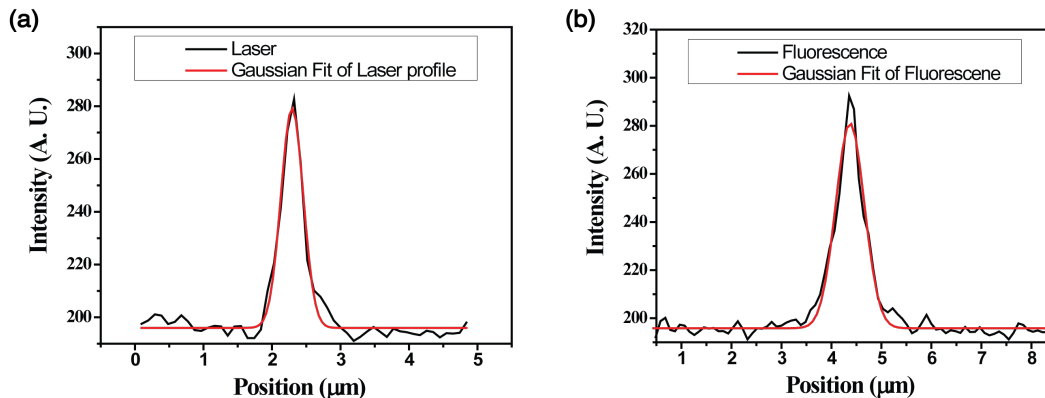 (a)
Laser
Gaussian Fit of Laser profile
Intensity (A. U.)
300
280
260
240
220
200
0 1 2 3 4 5
Position (μm)
(b)
Fluorescence
Gaussian Fit of Fluorescene
Intensity (A. U.)
320
300
280
260
240
220
200
1 2 3 4 5 6 7 8
Position (μm)